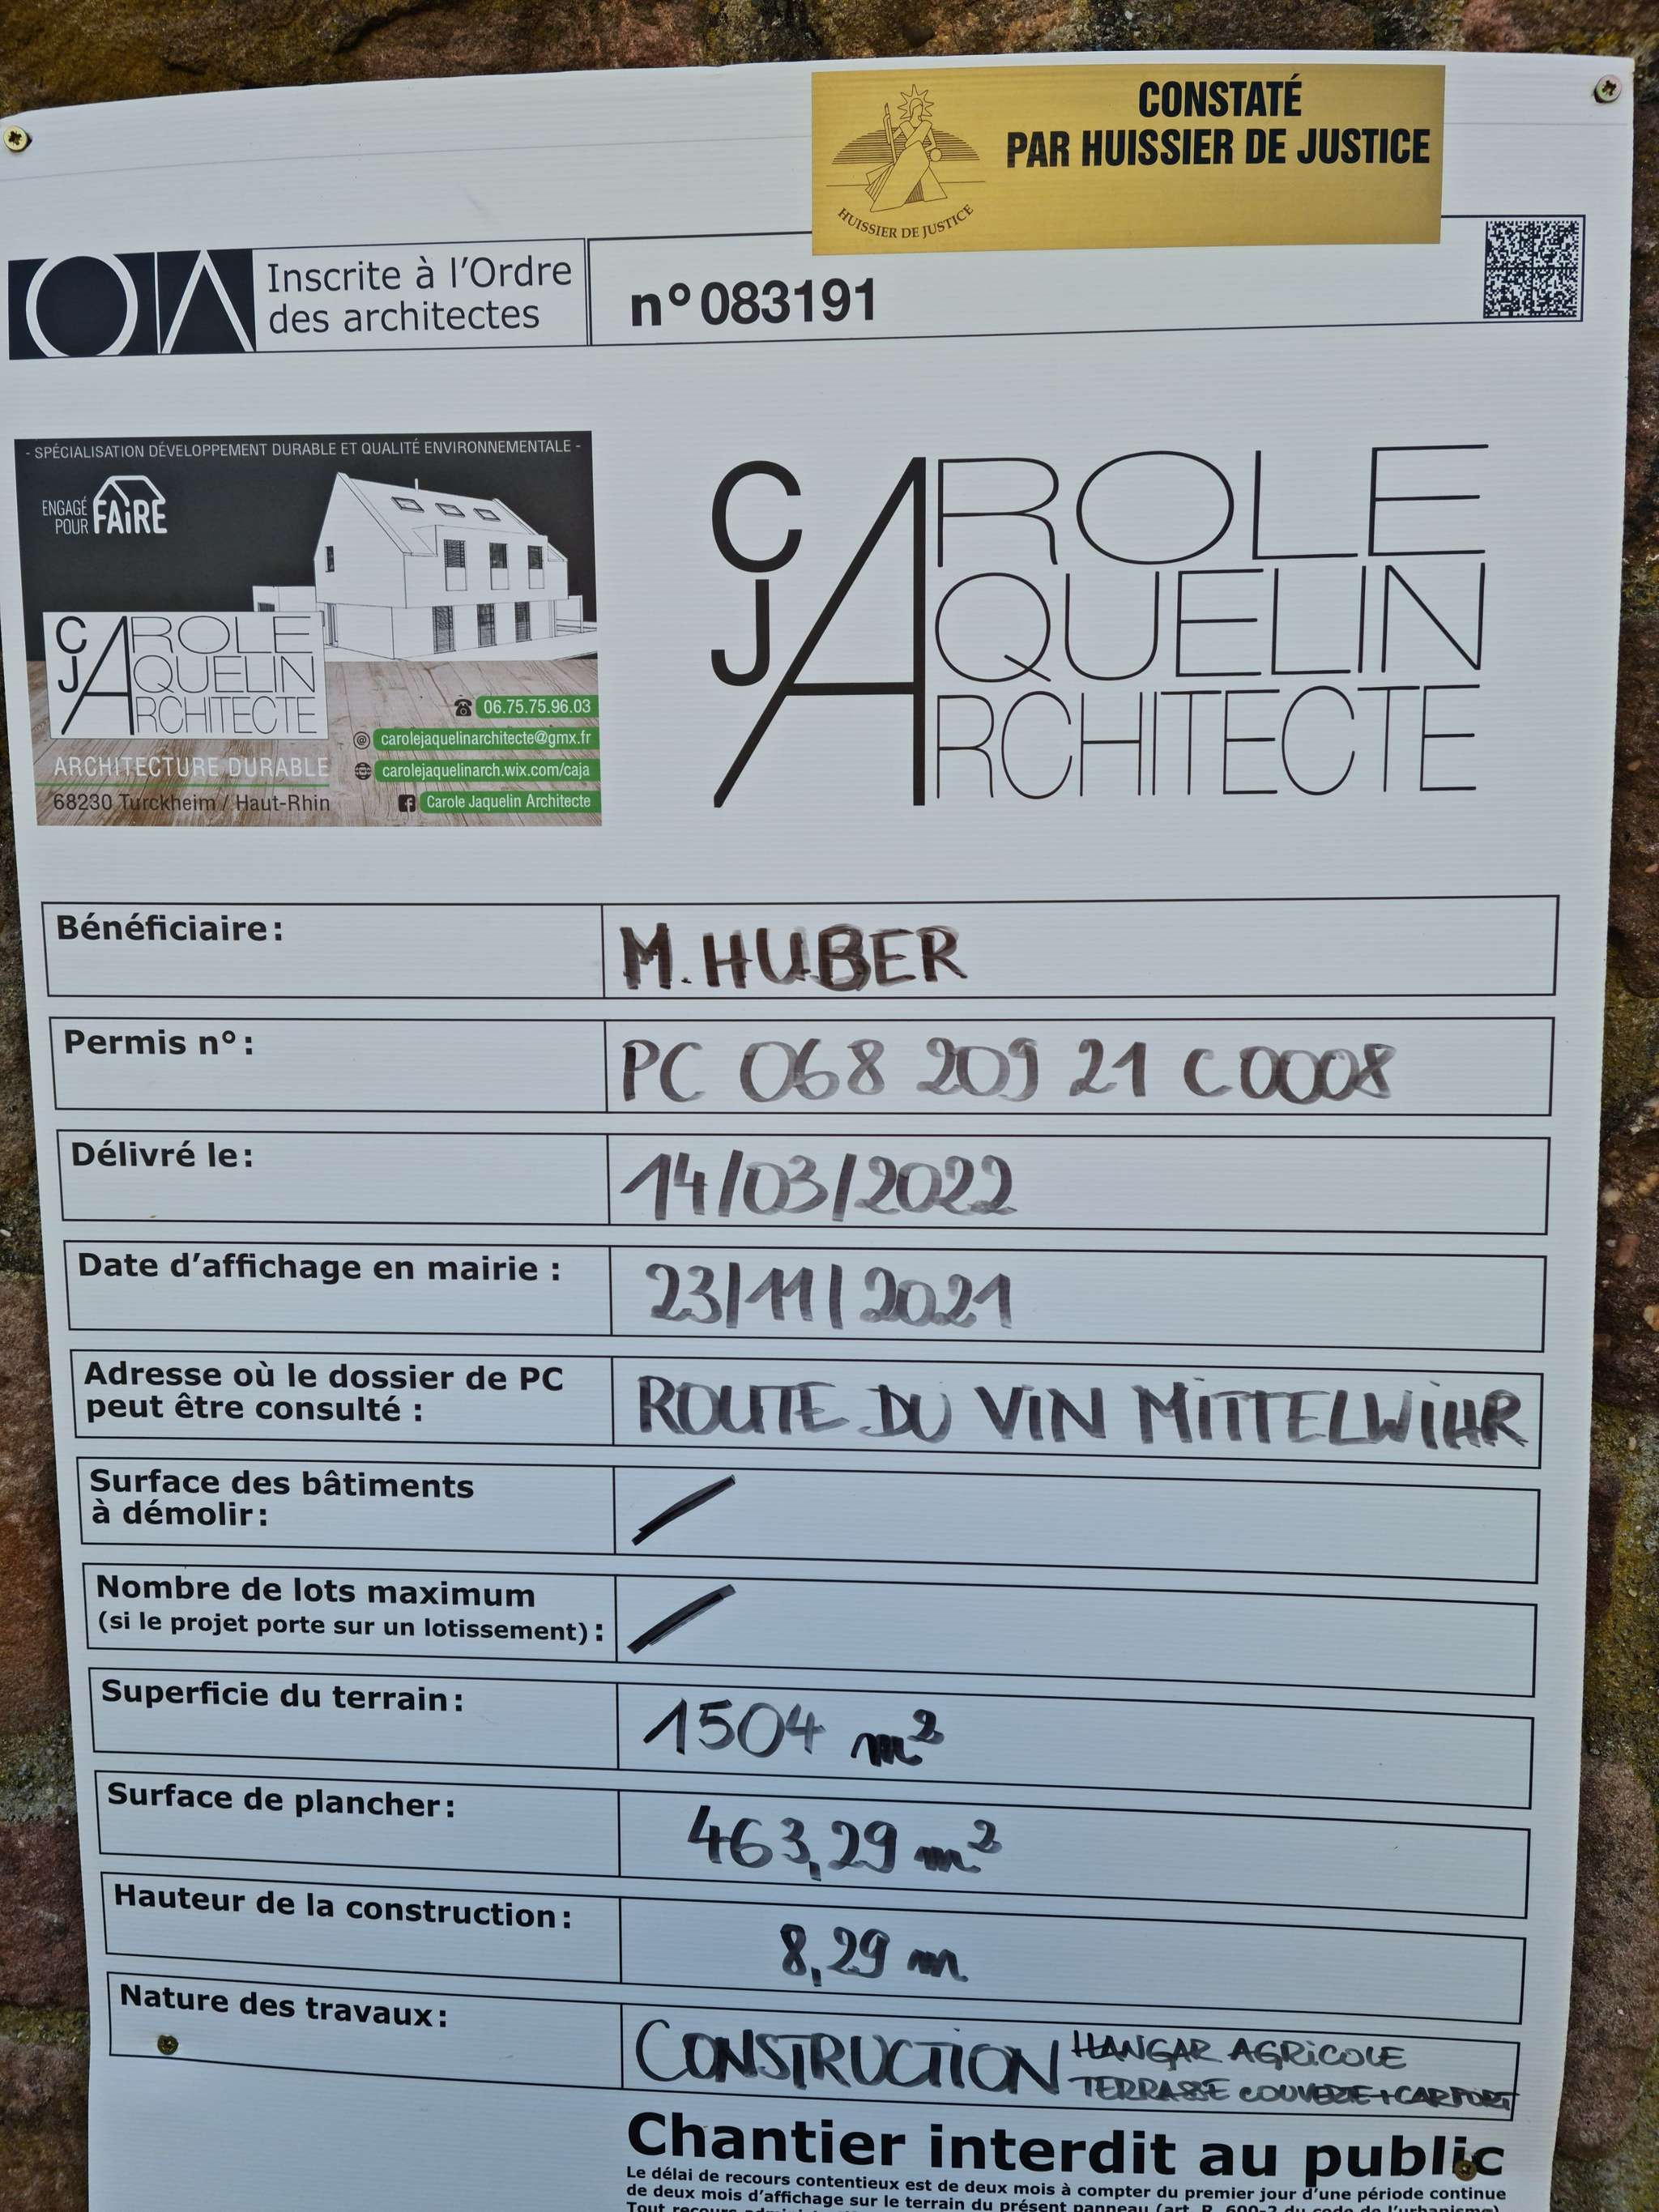 CONSTATÉ
PAR HUISSIER DE JUSTICE
HUISSIER DE JUSTICE
Inscrite à l'Ordre
des architectes
n° 083191
- SPÉCIALISATION DÉVELOPPEMENT DURABLE ET QUALITÉ ENVIRONNEMENTALE -
ENGAGÉ
POUR FAiRE
CAROLE
JAQUELIN
ARCHITECTE
06.75.75.96.03
carolejaquelinarchitecte@gmx.fr
carolejaquelinarch.wix.com/caja
Carole Jaquelin Architecte
ARCHITECTURE DURABLE
68230 Turckheim / Haut-Rhin
CAROLE
JAQUELIN
ARCHITECTE
Bénéficiaire :
M. HUBER
Permis n° :
PC 068 209 21 C0008
Délivré le :
14/03/2022
Date d'affichage en mairie :
23/11/2021
Adresse où le dossier de PC
peut être consulté :
ROUTE DU VIN MITTELWIHR
Surface des bâtiments
à démolir :
/
Nombre de lots maximum
(si le projet porte sur un lotissement) :
/
Superficie du terrain :
1504 m²
Surface de plancher :
463,29 m²
Hauteur de la construction :
8,29 m
Nature des travaux :
CONSTRUCTION HANGAR AGRICOLE
TERRASSE COUVERTE + CARPORT
Chantier interdit au public
Le délai de recours contentieux est de deux mois à compter du premier jour d'une période continue
de deux mois d'affichage sur le terrain du présent panneau (art. R. 600-2 du code de l'urbanisme).